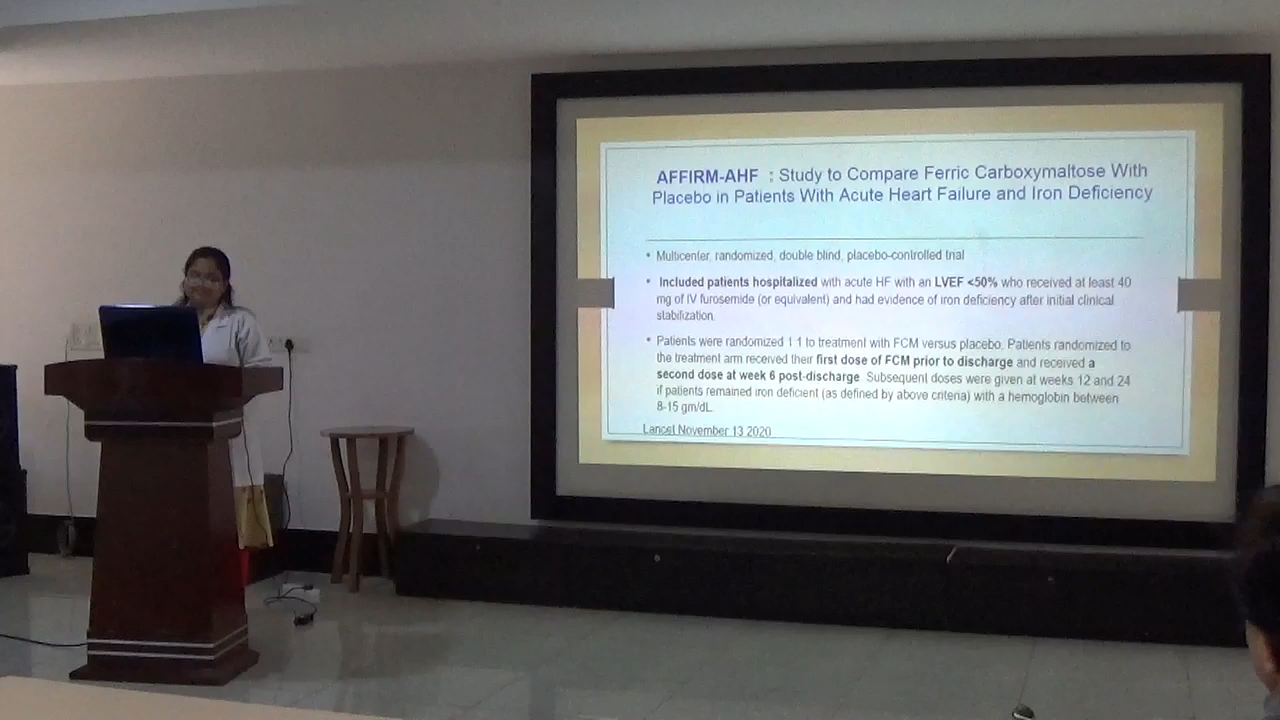 AFFIRM-AHF : Study to Compare Ferric Carboxymaltose With
Placebo in Patients With Acute Heart Failure and Iron Deficiency
• Multicenter, randomized, double blind, placebo-controlled trial
• Included patients hospitalized with acute HF with an LVEF <50% who received at least 40
mg of IV furosemide (or equivalent) and had evidence of iron deficiency after initial clinical
stabilization.
• Patients were randomized 1:1 to treatment with FCM versus placebo. Patients randomized to
the treatment arm received their first dose of FCM prior to discharge and received a
second dose at week 6 post-discharge. Subsequent doses were given at weeks 12 and 24
if patients remained iron deficient (as defined by above criteria) with a hemoglobin between
8-15 gm/dL.
Lancet November 13 2020